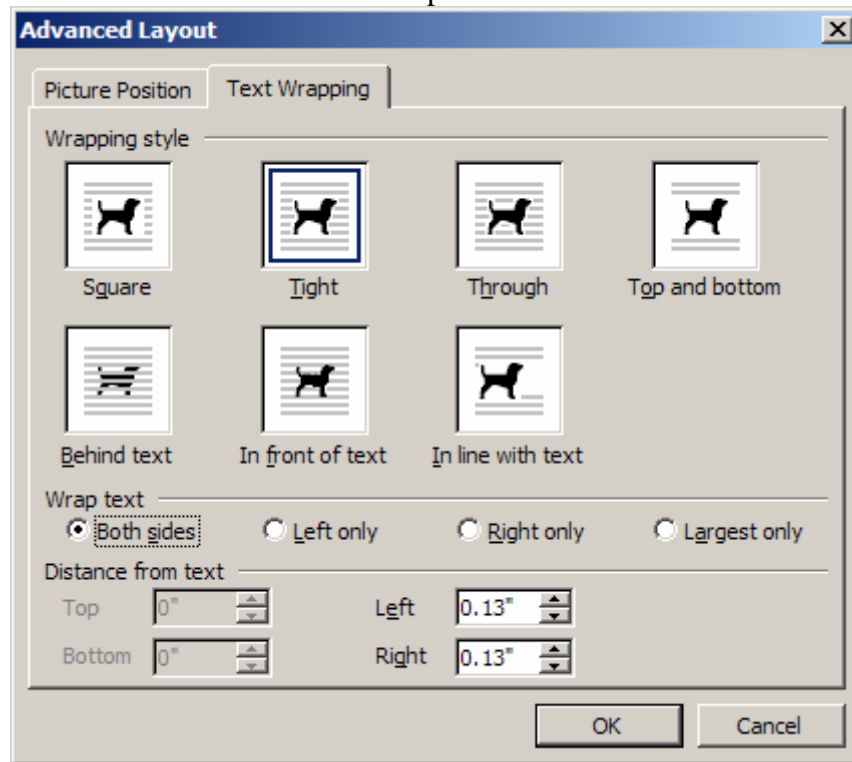 Advanced Layout
Picture Position Text Wrapping
Wrapping style
Square Tight Through Top and bottom
Behind text In front of text In line with text
Wrap text
Both sides Left only Right only Largest only
Distance from text
Top 0" Left 0.13"
Bottom 0" Right 0.13"
OK Cancel